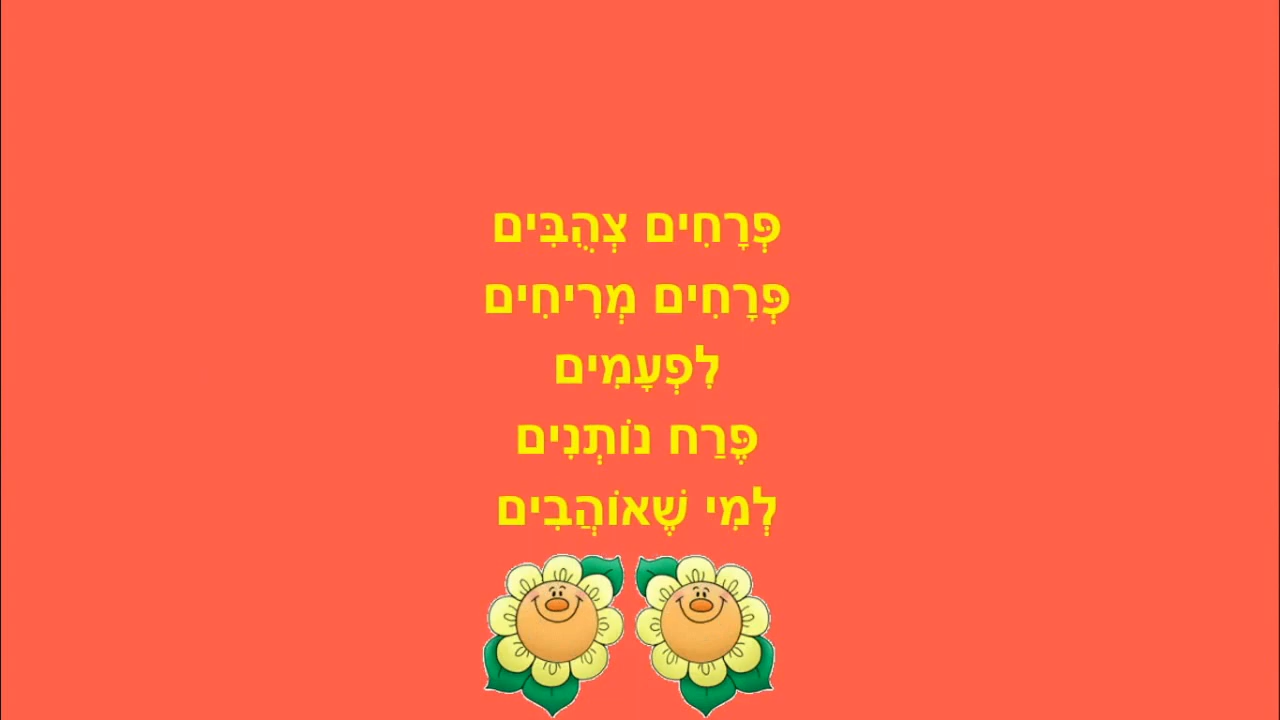 פְּרָחִים צְהֻבִּים
פְּרָחִים מְרִיחִים
לִפְעָמִים
פֶּרַח נוֹתְנִים
לְמִי שֶׁאוֹהֲבִים